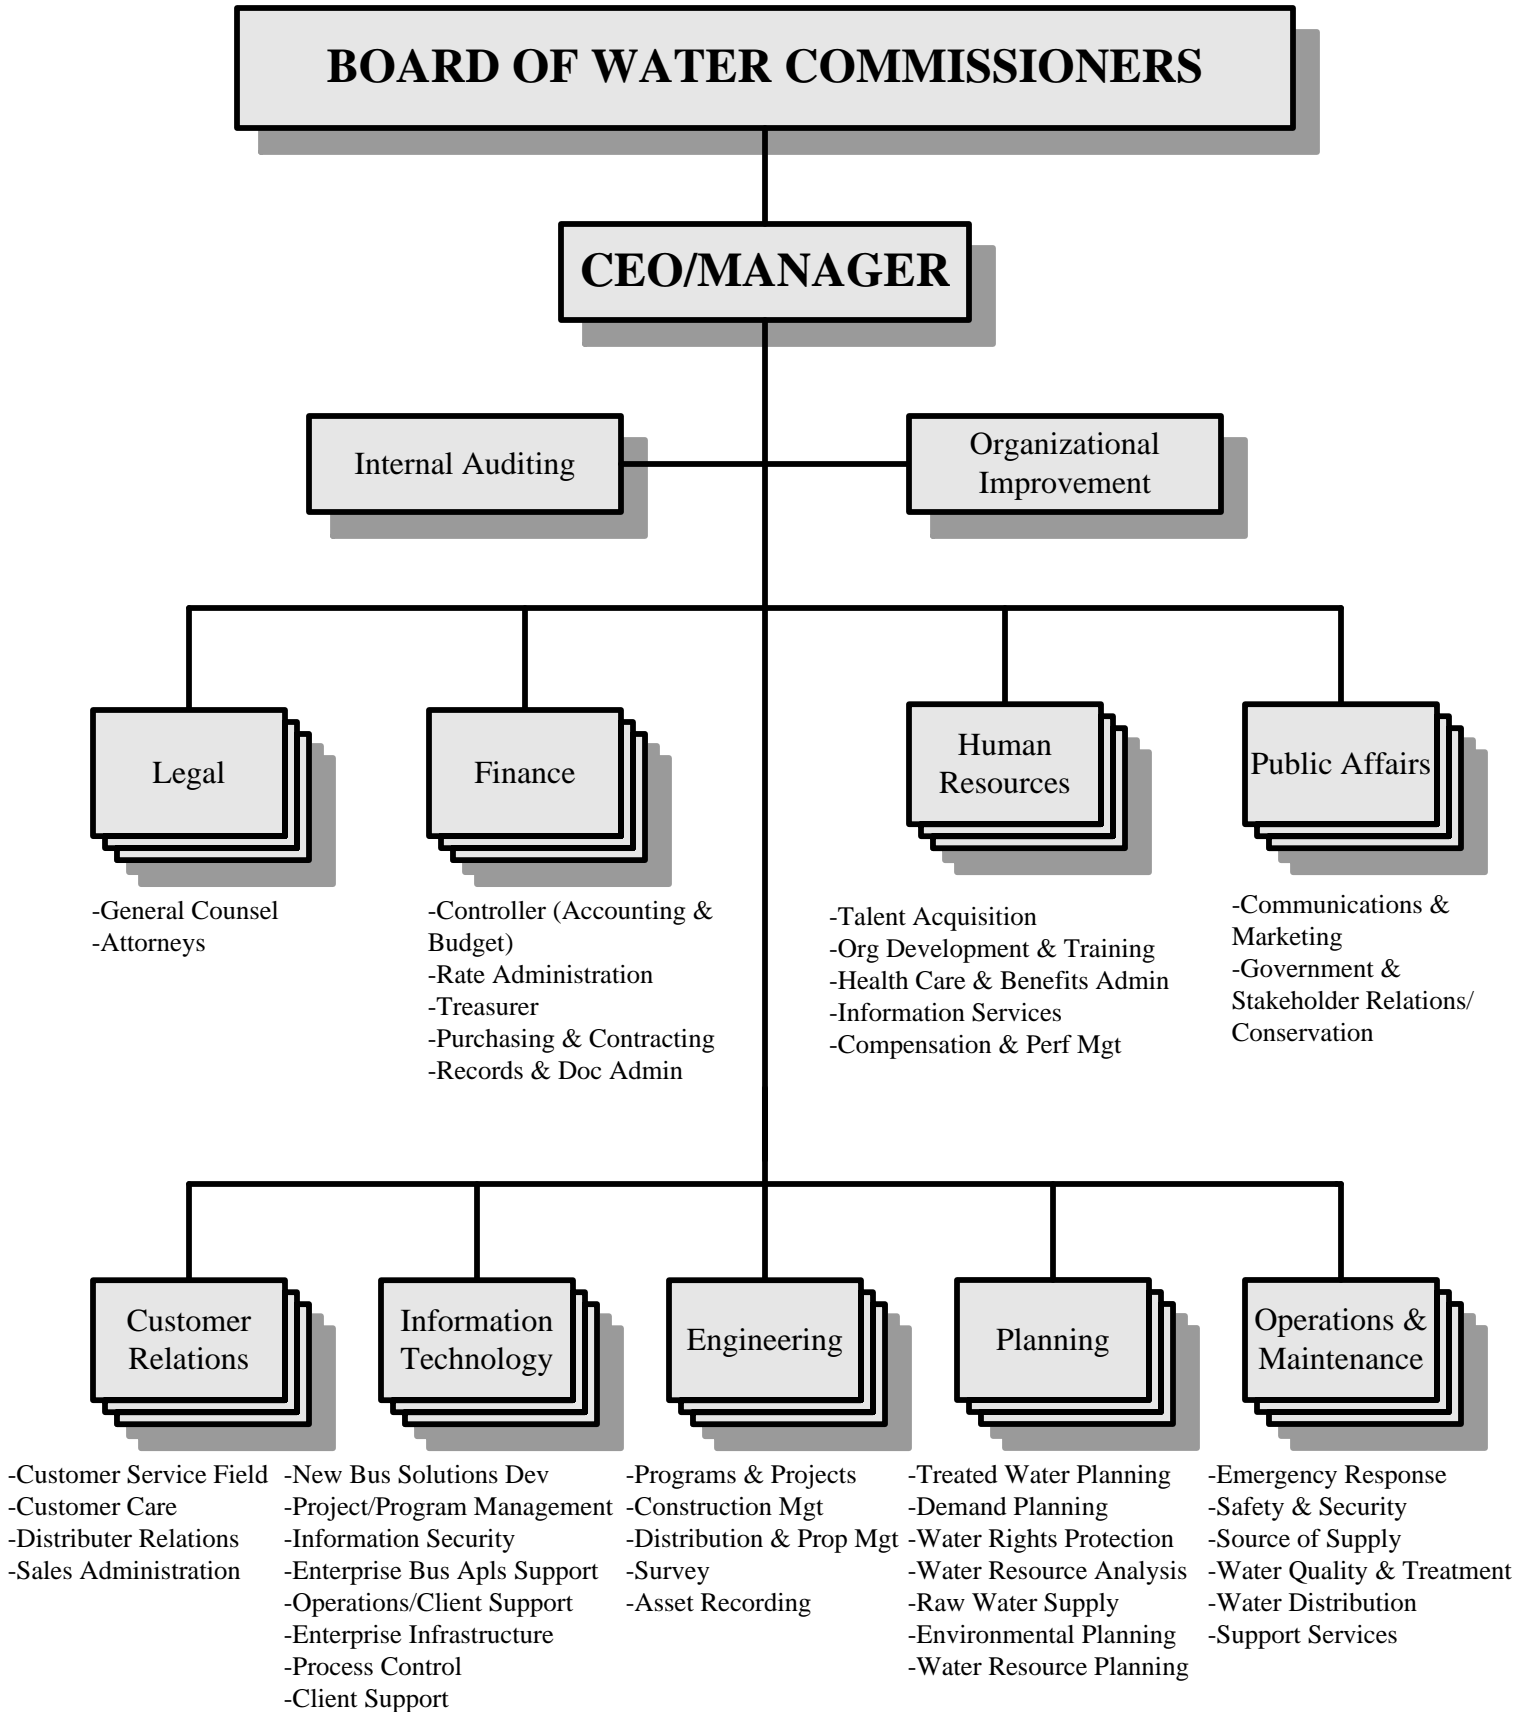 BOARD OF WATER COMMISSIONERS
CEO/MANAGER
Internal Auditing
Organizational
Improvement
Legal
-General Counsel
-Attorneys
Finance
-Controller (Accounting &
Budget)
-Rate Administration
-Treasurer
-Purchasing & Contracting
-Records & Doc Admin
Human
Resources
-Talent Acquisition
-Org Development & Training
-Health Care & Benefits Admin
-Information Services
-Compensation & Perf Mgt
Public Affairs
-Communications &
Marketing
-Government &
Stakeholder Relations/
Conservation
Customer
Relations
-Customer Service Field
-Customer Care
-Distributer Relations
-Sales Administration
Information
Technology
-New Bus Solutions Dev
-Project/Program Management
-Information Security
-Enterprise Bus Apls Support
-Operations/Client Support
-Enterprise Infrastructure
-Process Control
-Client Support
Engineering
-Programs & Projects
-Construction Mgt
-Distribution & Prop Mgt
-Survey
-Asset Recording
Planning
-Treated Water Planning
-Demand Planning
-Water Rights Protection
-Water Resource Analysis
-Raw Water Supply
-Environmental Planning
-Water Resource Planning
Operations &
Maintenance
-Emergency Response
-Safety & Security
-Source of Supply
-Water Quality & Treatment
-Water Distribution
-Support Services